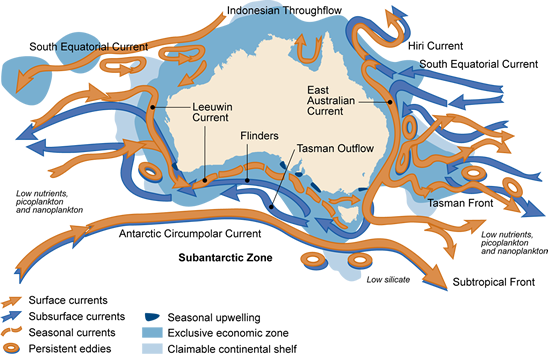 Indonesian Throughflow
South Equatorial Current
Hiri Current
South Equatorial Current
Leeuwin
Current
East
Australian
Current
Flinders
Tasman Outflow
Low nutrients,
picoplankton
and nanoplankton
Tasman Front
Low nutrients,
picoplankton
and nanoplankton
Antarctic Circumpolar Current
Subantarctic Zone
Low silicate
Subtropical Front
Surface currents
Subsurface currents
Seasonal currents
Persistent eddies
Seasonal upwelling
Exclusive economic zone
Claimable continental shelf